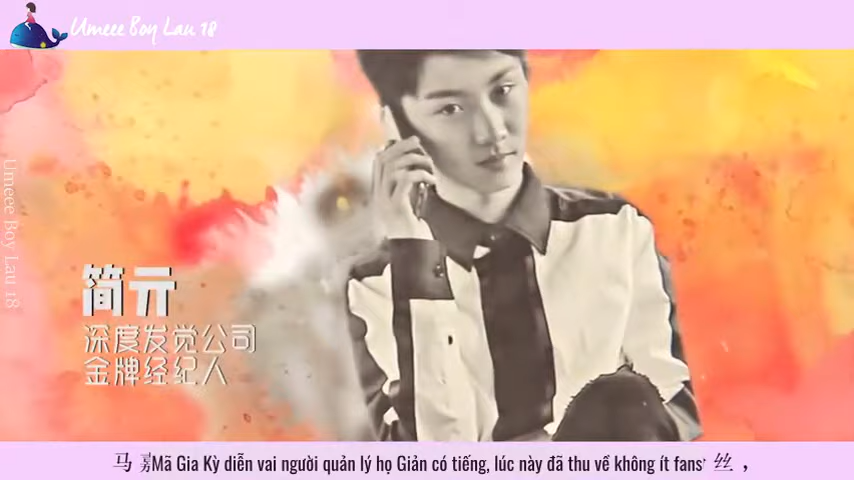 Umeee Boy Lau 18
Umeee Boy Lau 18
简亓
深度发觉公司
金牌经纪人
马 嘉Mã Gia Kỳ diễn vai người quản lý họ Giản có tiếng, lúc này đã thu về không ít fans 丝 ，